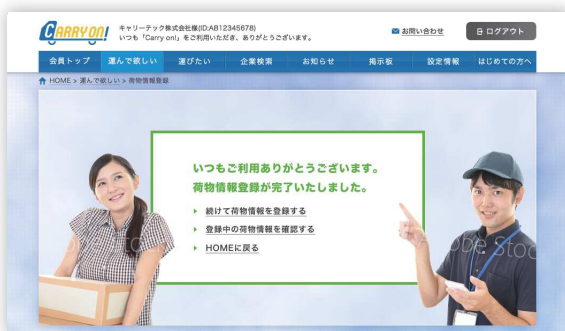 CARRY ON!
キャリーテック株式会社様(ID:AB12345678)
いつも「Carry on!」をご利用いただき、ありがとうございます。
お問い合わせ
ログアウト
会員トップ 運んで欲しい 運びたい 企業検索 お知らせ 掲示板 設定情報 はじめての方へ
HOME > 運んで欲しい > 荷物情報登録
いつもご利用ありがとうございます。
荷物情報登録が完了いたしました。
続けて荷物情報を登録する
登録中の荷物情報を確認する
HOMEに戻る
Adobe Stock